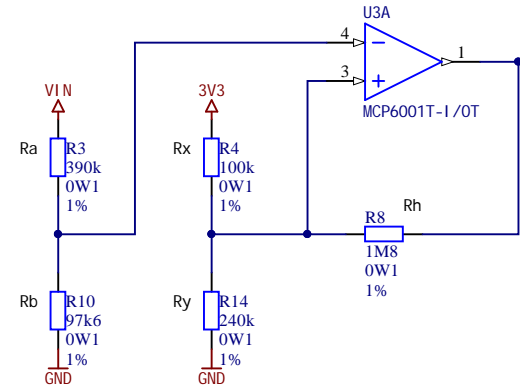 U3A
4
1
3
MCP6001T-I/OT
VIN
3V3
Ra
R3
390k
0W1
1%
Rx
R4
100k
0W1
1%
R8
Rh
1M8
0W1
1%
Rb
R10
97k6
0W1
1%
Ry
R14
240k
0W1
1%
GND
GND